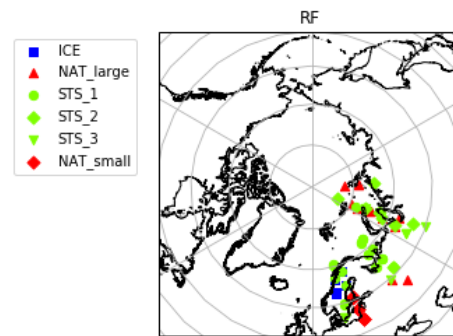 RF
ICE
NAT_large
STS_1
STS_2
STS_3
NAT_small